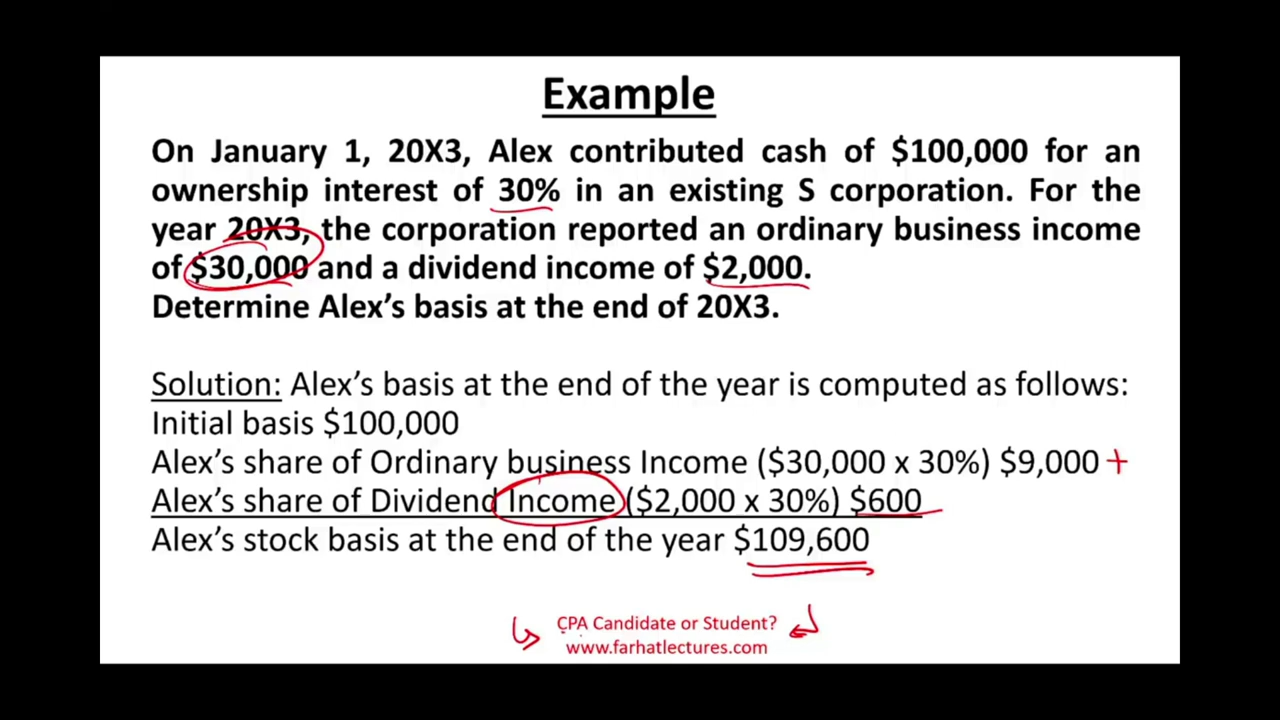 Example
On January 1, 20X3, Alex contributed cash of $100,000 for an
ownership interest of 30% in an existing S corporation. For the
year 20X3, the corporation reported an ordinary business income
of $30,000 and a dividend income of $2,000.
Determine Alex’s basis at the end of 20X3.
Solution: Alex’s basis at the end of the year is computed as follows:
Initial basis $100,000
Alex’s share of Ordinary business Income ($30,000 x 30%) $9,000 +
Alex’s share of Dividend Income ($2,000 x 30%) $600
Alex’s stock basis at the end of the year $109,600
CPA Candidate or Student?
www.farhatlectures.com